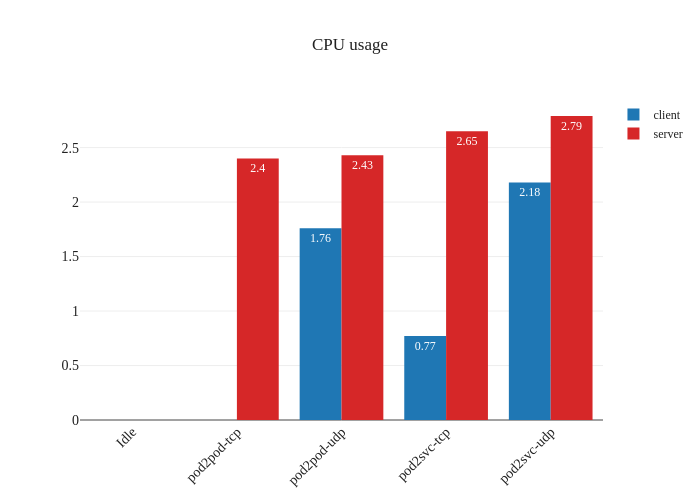 CPU usage
client
server
2.79
2.65
2.5
2.43
2.4
2.18
2
1.76
1.5
1
0.77
0.5
0
Idle
pod2pod-tcp
pod2pod-udp
pod2svc-tcp
pod2svc-udp